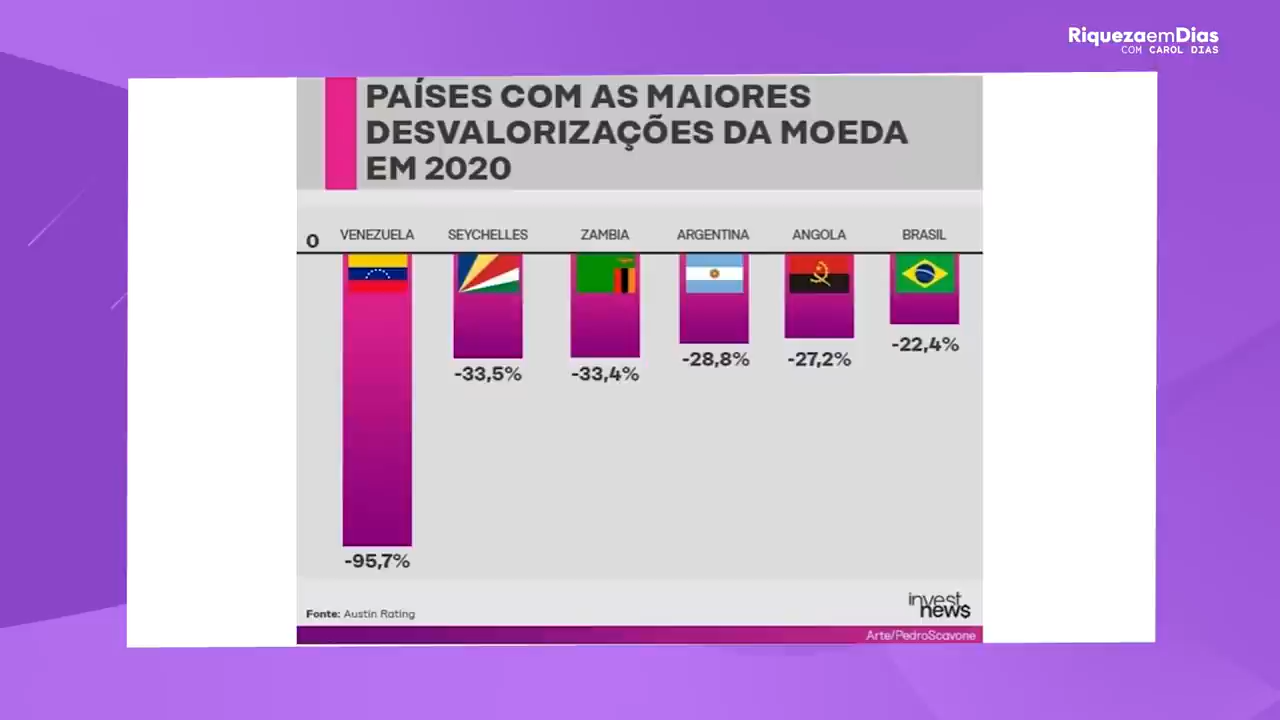 RiquezaemDias
COM CAROL DIAS
PAÍSES COM AS MAIORES
DESVALORIZAÇÕES DA MOEDA
EM 2020
0 VENEZUELA SEYCHELLES ZAMBIA ARGENTINA ANGOLA BRASIL
-95,7% -33,5% -33,4% -28,8% -27,2% -22,4%
Fonte: Austin Rating
invest
new$
Arte/PedroScavone